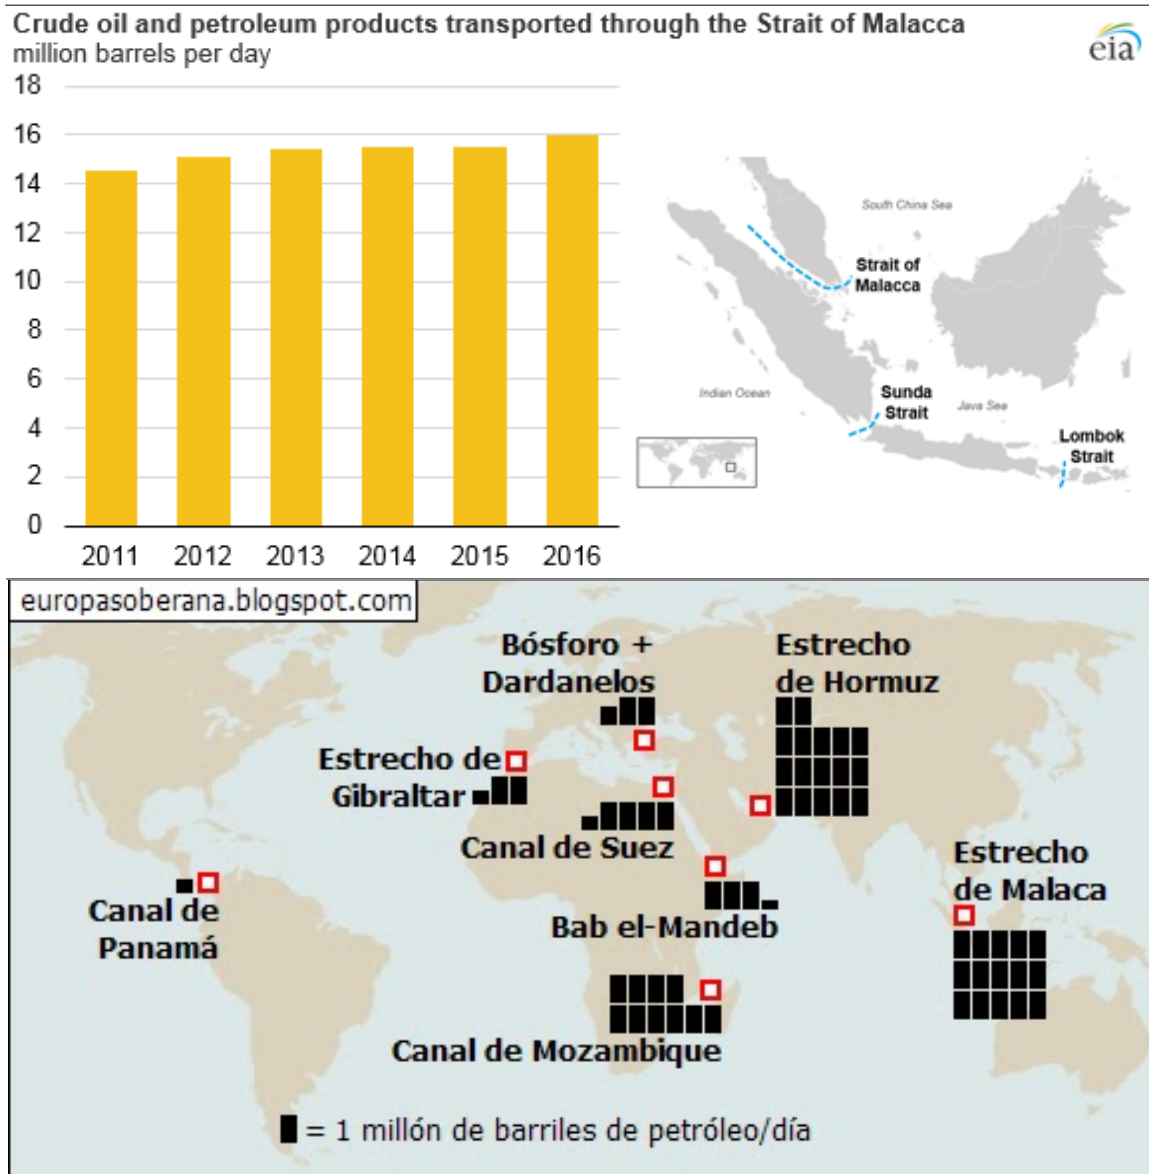 Crude oil and petroleum products transported through the Strait of Malacca
million barrels per day
eia
18
16
14
12
10
8
6
4
2
0
2011 2012 2013 2014 2015 2016
South China Sea
Strait of
Malacca
Indian Ocean
Sunda
Strait
Java Sea
Lombok
Strait
europasoberana.blogspot.com
Bósforo +
Dardanelos
Estrecho
de Hormuz
Estrecho de
Gibraltar
Canal de Suez
Estrecho
de Malaca
Canal de
Panamá
Bab el-Mandeb
Canal de Mozambique
= 1 millón de barriles de petróleo/día